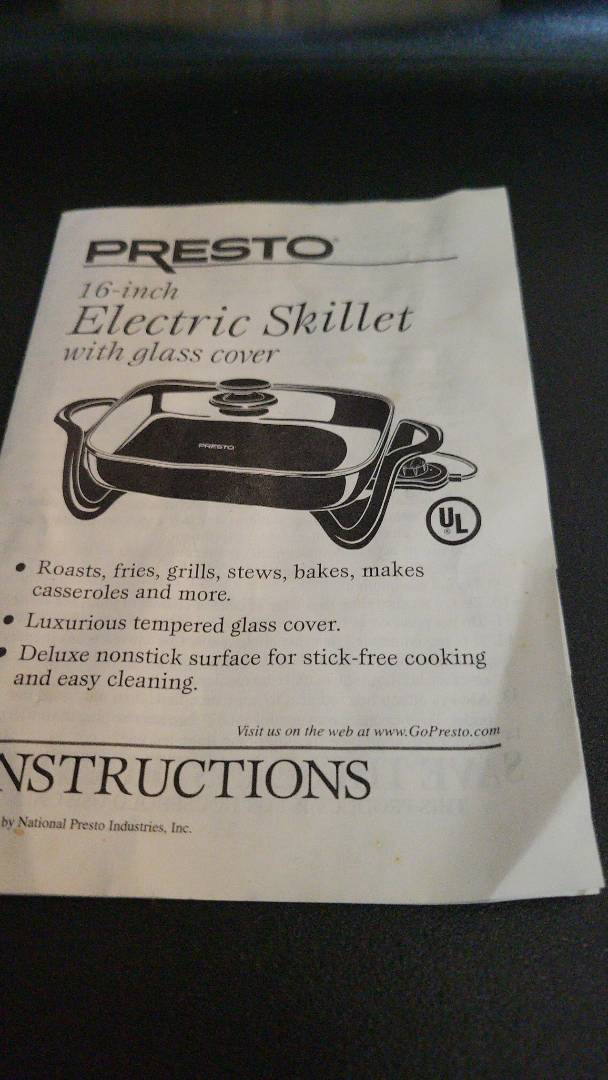 PRESTO®
16-inch
Electric Skillet
with glass cover
PRESTO
UL
®
• Roasts, fries, grills, stews, bakes, makes
casseroles and more.
• Luxurious tempered glass cover.
• Deluxe nonstick surface for stick-free cooking
and easy cleaning.
Visit us on the web at www.GoPresto.com
NSTRUCTIONS
by National Presto Industries, Inc.